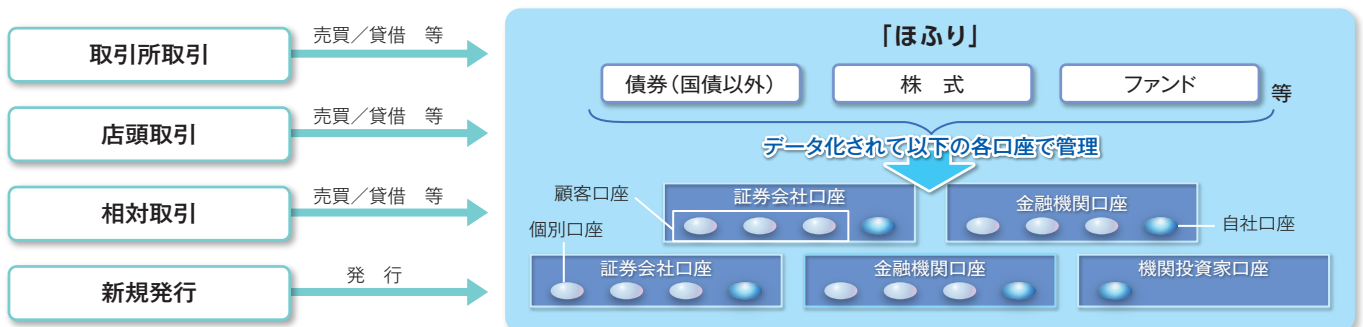 取引所取引
売買／貸借　等
店頭取引
売買／貸借　等
相対取引
売買／貸借　等
新規発行
発　行
「ほふり」
債券（国債以外）
株　式
ファンド
等
データ化されて以下の各口座で管理
顧客口座
証券会社口座
金融機関口座
自社口座
個別口座
証券会社口座
金融機関口座
機関投資家口座